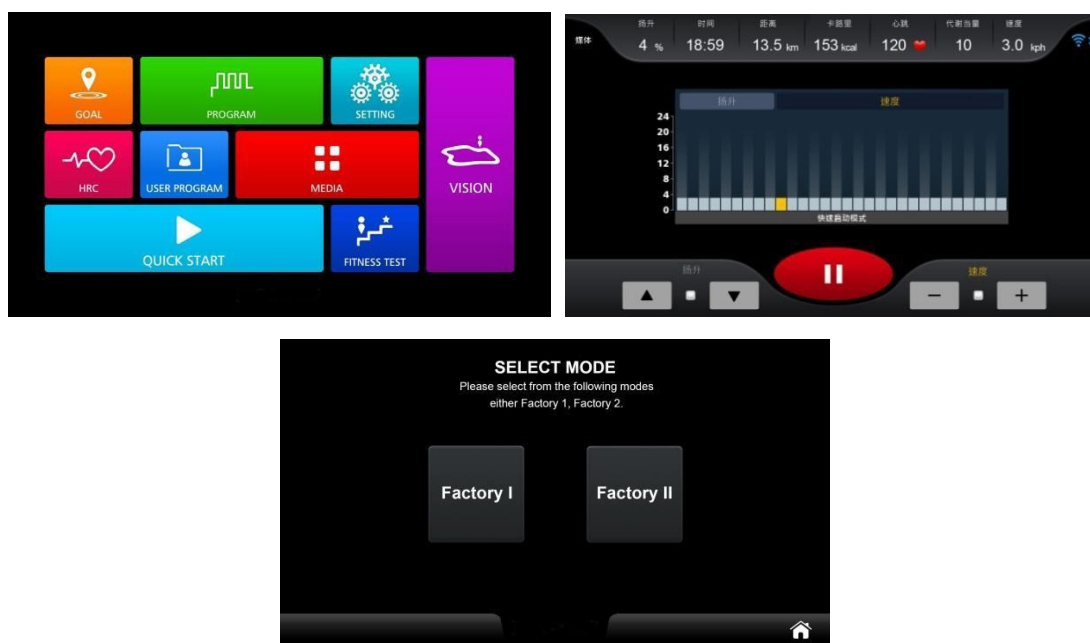 GOAL
PROGRAM
SETTING
HRC
USER PROGRAM
MEDIA
VISION
QUICK START
FITNESS TEST
媒体
扬升 时间 距离 卡路里 心跳 代谢当量 速度
4 % 18:59 13.5 km 153 kcal 120 10 3.0 kph
扬升 速度
24
20
16
12
8
4
0
快速启动模式
扬升 速度
SELECT MODE
Please select from the following modes
either Factory 1, Factory 2.
Factory I Factory II